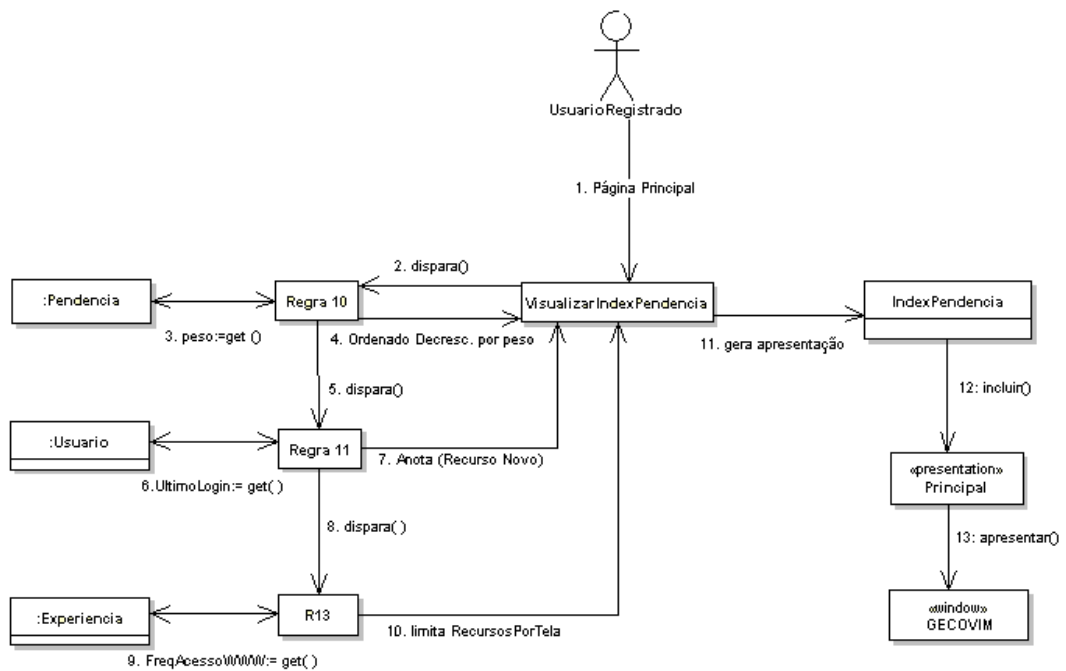 UsuarioRegistrado
1. Página Principal
2. dispara()
:Pendencia
Regra 10
VisualizarIndexPendencia
IndexPendencia
3. peso:=get ()
4. Ordenado Decresc. por peso
11. gera apresentação
5. dispara()
12: incluir()
:Usuario
Regra 11
7. Anota (Recurso Novo)
6.UltimoLogin:= get( )
«presentation»
Principal
8. dispara( )
13: apresentar()
:Experiencia
R13
10. limita RecursosPorTela
«window»
GECOVIM
9. FreqAcessoWWW:= get( )